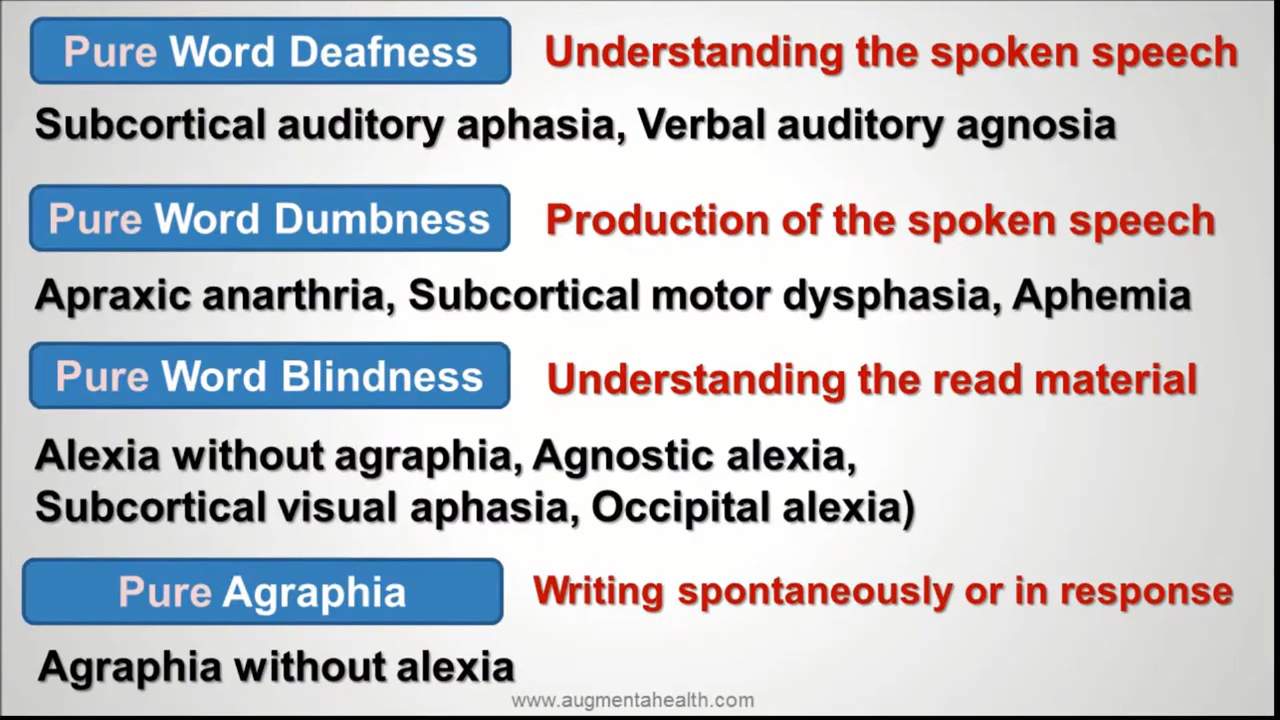 Pure Word Deafness Understanding the spoken speech
Subcortical auditory aphasia, Verbal auditory agnosia
Pure Word Dumbness Production of the spoken speech
Apraxic anarthria, Subcortical motor dysphasia, Aphemia
Pure Word Blindness Understanding the read material
Alexia without agraphia, Agnostic alexia,
Subcortical visual aphasia, Occipital alexia)
Pure Agraphia Writing spontaneously or in response
Agraphia without alexia
www.augmentahealth.com